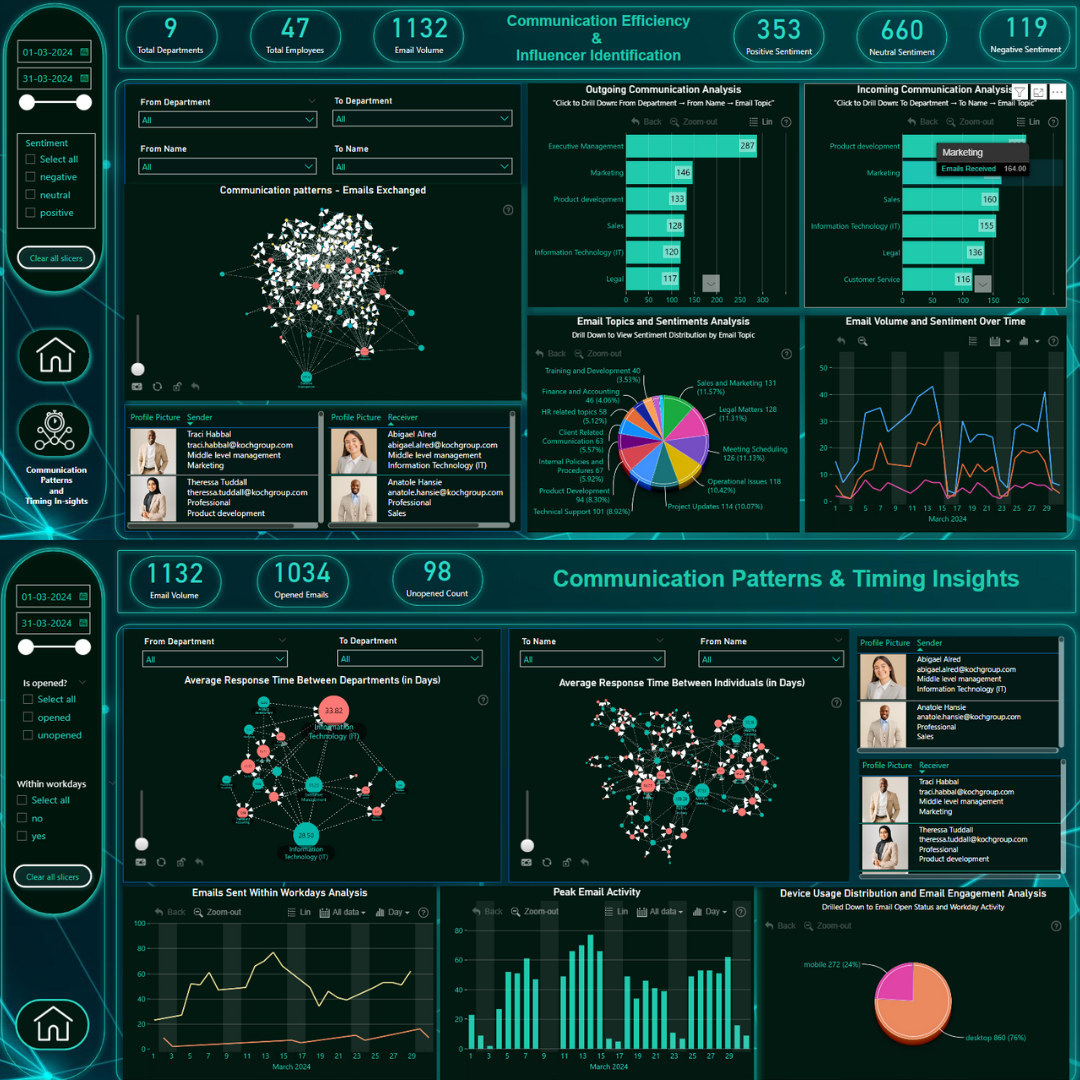 01-03-2024
31-03-2024
Sentiment
Select all
negative
neutral
positive
Clear all slicers
Communication
Patterns
and
Timing In-sights
9
Total Departments
47
Total Employees
1132
Email Volume
Communication Efficiency
&
Influencer Identification
353
Positive Sentiment
660
Neutral Sentiment
119
Negative Sentiment
From Department
All
To Department
All
From Name
All
To Name
All
Communication patterns - Emails Exchanged
Profile Picture Sender
Traci Habbal
traci.habbal@kochgroup.com
Middle level management
Marketing
Theressa Tuddall
theressa.tuddall@kochgroup.com
Professional
Product development
Profile Picture Receiver
Abigael Alred
abigael.alred@kochgroup.com
Middle level management
Information Technology (IT)
Anatole Hansie
anatole.hansie@kochgroup.com
Professional
Sales
Outgoing Communication Analysis
"Click to Drill Down: From Department → From Name → Email Topic"
Back Zoom-out Lin
Executive Management 287
Marketing 146
Product development 133
Sales 128
Information Technology (IT) 120
Legal 117
0 50 100 150 200 250 300
Incoming Communication Analysis
"Click to Drill Down: To Department → To Name → Email Topic"
Back Zoom-out Lin
Product development
Marketing
Marketing
Emails Received 164.00
Sales 160
Information Technology (IT) 155
Legal 136
Customer Service 116
0 50 100 150 200
Email Topics and Sentiments Analysis
Drill Down to View Sentiment Distribution by Email Topic
Back Zoom-out
Training and Development 40
(3.53%)
Finance and Accounting
46 (4.06%)
HR related topics 58
(5.12%)
Client Related
Communication 63
(5.57%)
Internal Policies and
Procedures 67
(5.92%)
Product Development
94 (8.30%)
Technical Support 101 (8.92%)
Sales and Marketing 131
(11.57%)
Legal Matters 128
(11.31%)
Meeting Scheduling
126 (11.13%)
Operational Issues 118
(10.42%)
Project Updates 114 (10.07%)
Email Volume and Sentiment Over Time
50
40
30
20
10
0
1 3 5 7 9 11 13 15 17 19 21 23 25 27 29
March 2024
01-03-2024
31-03-2024
Is opened?
Select all
opened
unopened
Within workdays
Select all
no
yes
Clear all slicers
1132
Email Volume
1034
Opened Emails
98
Unopened Count
Communication Patterns & Timing Insights
From Department
All
To Department
All
Average Response Time Between Departments (in Days)
33.82
Information
Technology (IT)
28.50
Information
Technology (IT)
To Name
All
From Name
All
Average Response Time Between Individuals (in Days)
Profile Picture Sender
Abigael Alred
abigael.alred@kochgroup.com
Middle level management
Information Technology (IT)
Anatole Hansie
anatole.hansie@kochgroup.com
Professional
Sales
Profile Picture Receiver
Traci Habbal
traci.habbal@kochgroup.com
Middle level management
Marketing
Theressa Tuddall
theressa.tuddall@kochgroup.com
Professional
Product development
Emails Sent Within Workdays Analysis
Back Zoom-out Lin All data Day
100
80
60
40
20
0
1 3 5 7 9 11 13 15 17 19 21 23 25 27 29
March 2024
Peak Email Activity
Back Zoom-out Lin All data Day
80
60
40
20
0
1 3 5 7 11 13 15 17 19 21 23 25 27 29
March 2024
Device Usage Distribution and Email Engagement Analysis
Drilled Down to Email Open Status and Workday Activity
Back Zoom-out
mobile 272 (24%)
desktop 860 (76%)